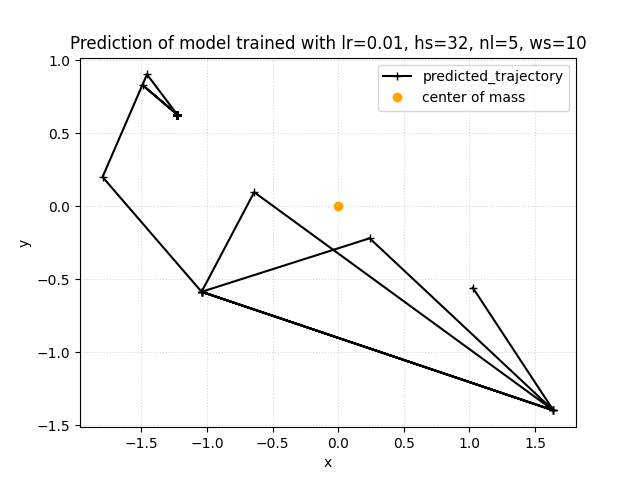 Prediction of model trained with lr=0.01, hs=32, nl=5, ws=10
predicted_trajectory
center of mass
1.0
0.5
0.0
−0.5
−1.0
−1.5
y
−1.5
−1.0
−0.5
0.0
0.5
1.0
1.5
x